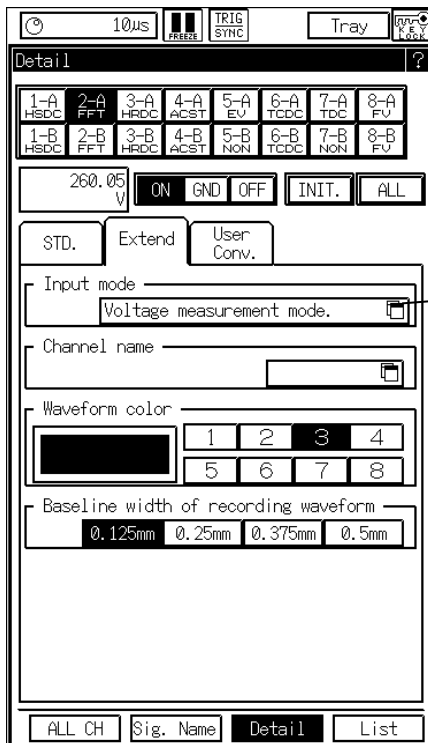 10µs FREEZE TRIG SYNC Tray KEY LOCK
Detail ?
1-A HSDC 2-A FFT 3-A HRDC 4-A ACST 5-A EV 6-A TCDC 7-A TDC 8-A FV
1-B HSDC 2-B FFT 3-B HRDC 4-B ACST 5-B NON 6-B TCDC 7-B NON 8-B FV
260.05 V ON GND OFF INIT. ALL
STD. Extend User Conv.
Input mode
Voltage measurement mode.
Channel name
Waveform color
1 2 3 4
5 6 7 8
Baseline width of recording waveform
0.125mm 0.25mm 0.375mm 0.5mm
ALL CH Sig. Name Detail List